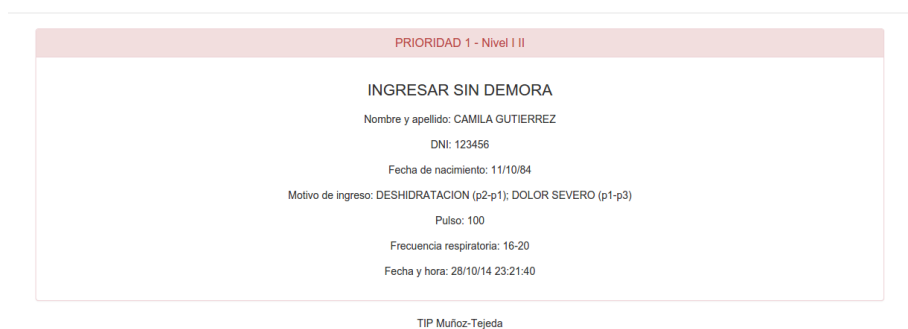 PRIORIDAD 1 - Nivel I II
INGRESAR SIN DEMORA
Nombre y apellido: CAMILA GUTIERREZ
DNI: 123456
Fecha de nacimiento: 11/10/84
Motivo de ingreso: DESHIDRATACION (p2-p1); DOLOR SEVERO (p1-p3)
Pulso: 100
Frecuencia respiratoria: 16-20
Fecha y hora: 28/10/14 23:21:40
TIP Muñoz-Tejeda